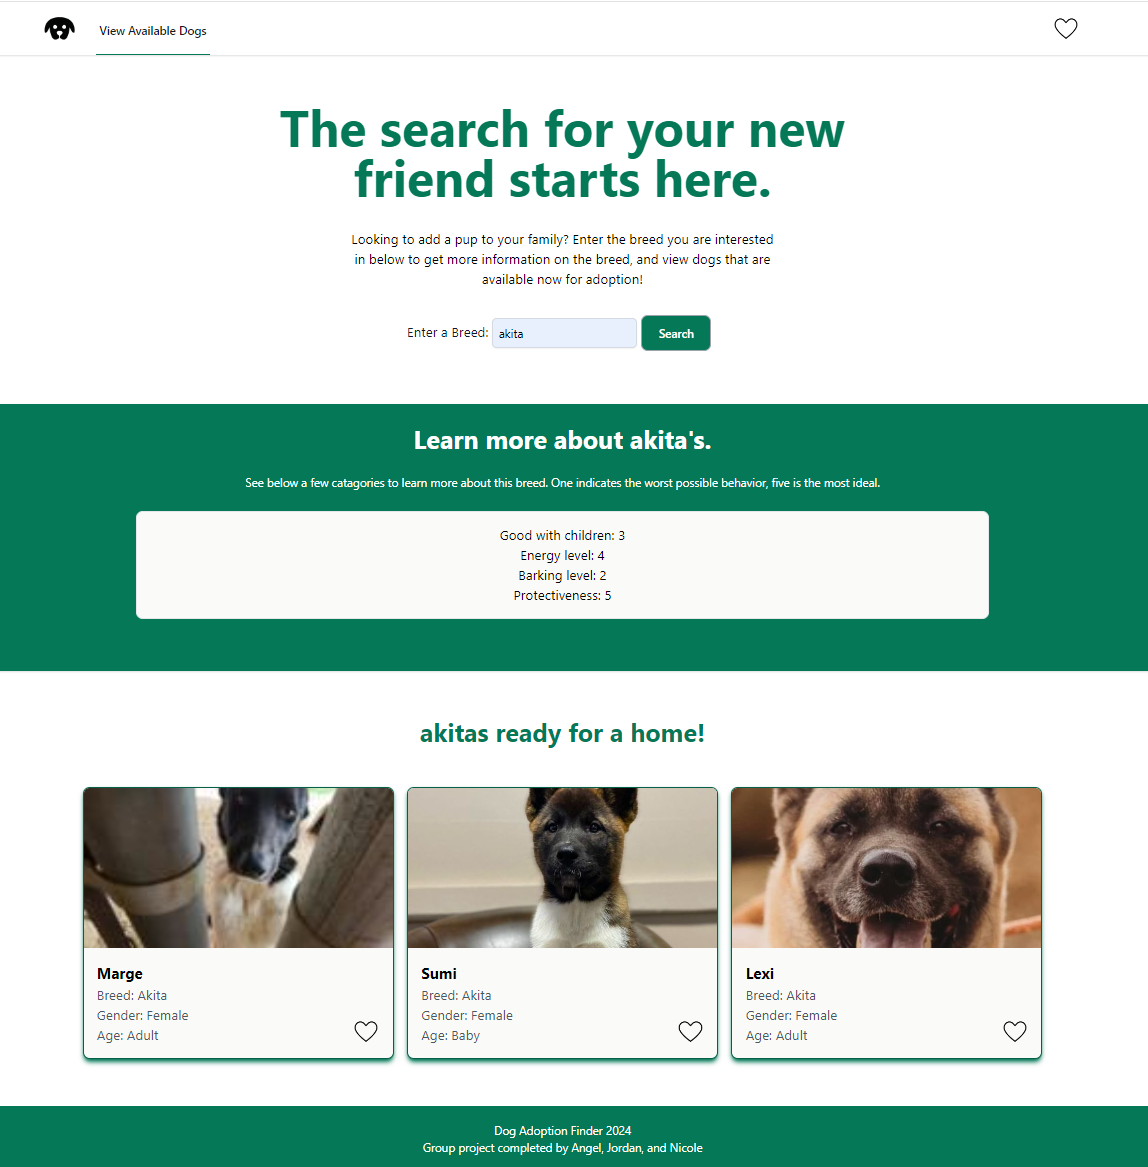 View Available Dogs
The search for your new
friend starts here.
Looking to add a pup to your family? Enter the breed you are interested
in below to get more information on the breed, and view dogs that are
available now for adoption!
Enter a Breed: akita Search
Learn more about akita's.
See below a few catagories to learn more about this breed. One indicates the worst possible behavior, five is the most ideal.
Good with children: 3
Energy level: 4
Barking level: 2
Protectiveness: 5
akitas ready for a home!
Marge
Breed: Akita
Gender: Female
Age: Adult
Sumi
Breed: Akita
Gender: Female
Age: Baby
Lexi
Breed: Akita
Gender: Female
Age: Adult
Dog Adoption Finder 2024
Group project completed by Angel, Jordan, and Nicole